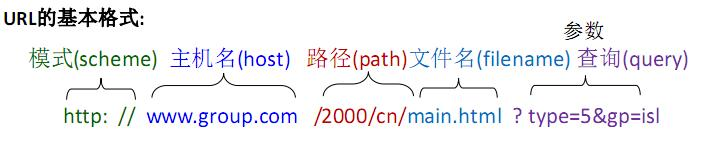 URL的基本格式:
参数
模式(scheme) 主机名(host) 路径(path)文件名(filename) 查询(query)
http: // www.group.com /2000/cn/main.html ? type=5&gp=isl